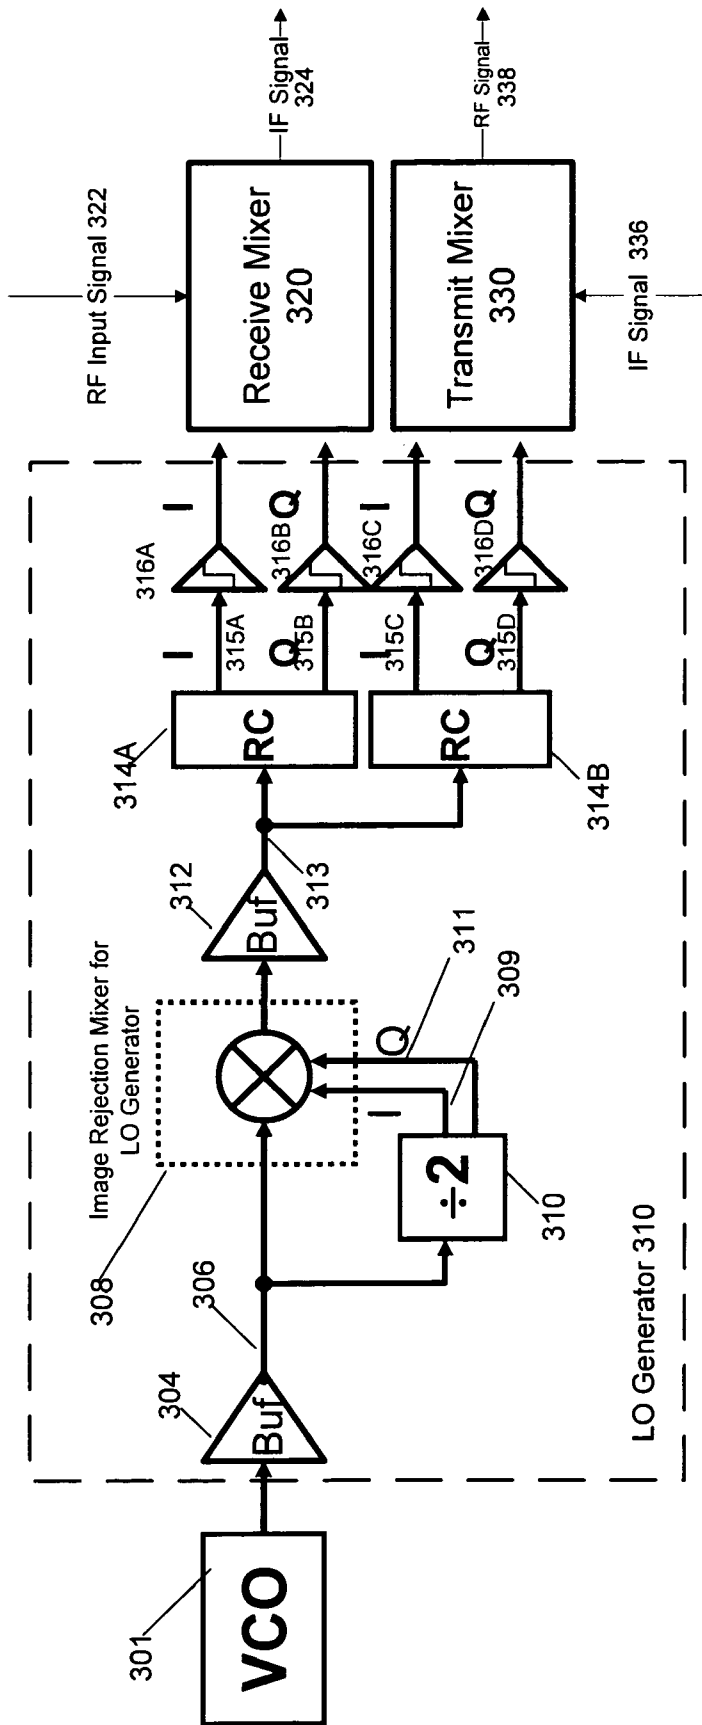 VCO
301
304
Buf
306
308
Image Rejection Mixer for
LO Generator
÷2
310
I
Q
309
311
312
Buf
313
314A
RC
314B
RC
I
315A
Q
315B
I
315C
Q
315D
316A
316B
316C
316D
I
Q
I
Q
LO Generator 310
RF Input Signal 322
Receive Mixer
320
IF Signal
324
Transmit Mixer
330
RF Signal
338
IF Signal 336